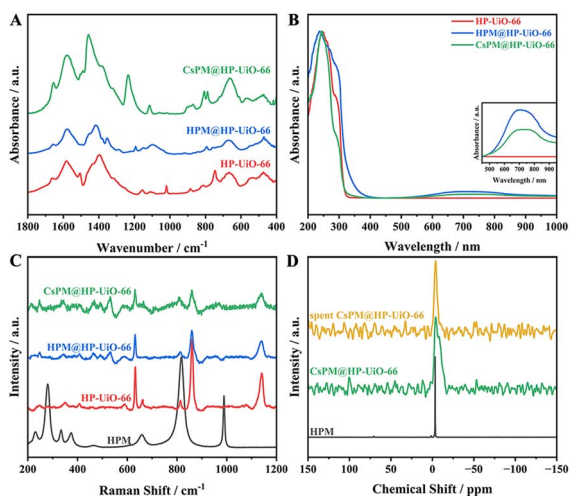 A
CsPM@HP-UiO-66
HPM@HP-UiO-66
HP-UiO-66
Absorbance / a.u.
1800 1600 1400 1200 1000 800 600 400
Wavenumber / cm⁻¹
B
HP-UiO-66
HPM@HP-UiO-66
CsPM@HP-UiO-66
Absorbance / a.u.
Absorbance / a.u.
500 600 700 800 900
Wavelength / nm
200 300 400 500 600 700 800 900 1000
Wavelength / nm
C
CsPM@HP-UiO-66
HPM@HP-UiO-66
HP-UiO-66
HPM
Intensity / a.u.
200 400 600 800 1000 1200
Raman Shift / cm⁻¹
D
spent CsPM@HP-UiO-66
CsPM@HP-UiO-66
HPM
Intensity / a.u.
150 100 50 0 −50 −100 −150
Chemical Shift / ppm